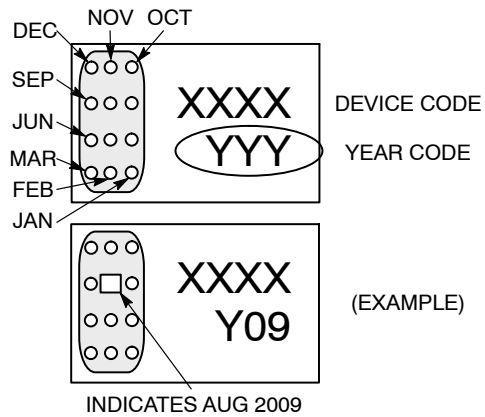 NOV OCT
DEC
SEP
JUN
MAR
FEB
JAN
XXXX DEVICE CODE
YYY YEAR CODE
XXXX
Y09
(EXAMPLE)
INDICATES AUG 2009